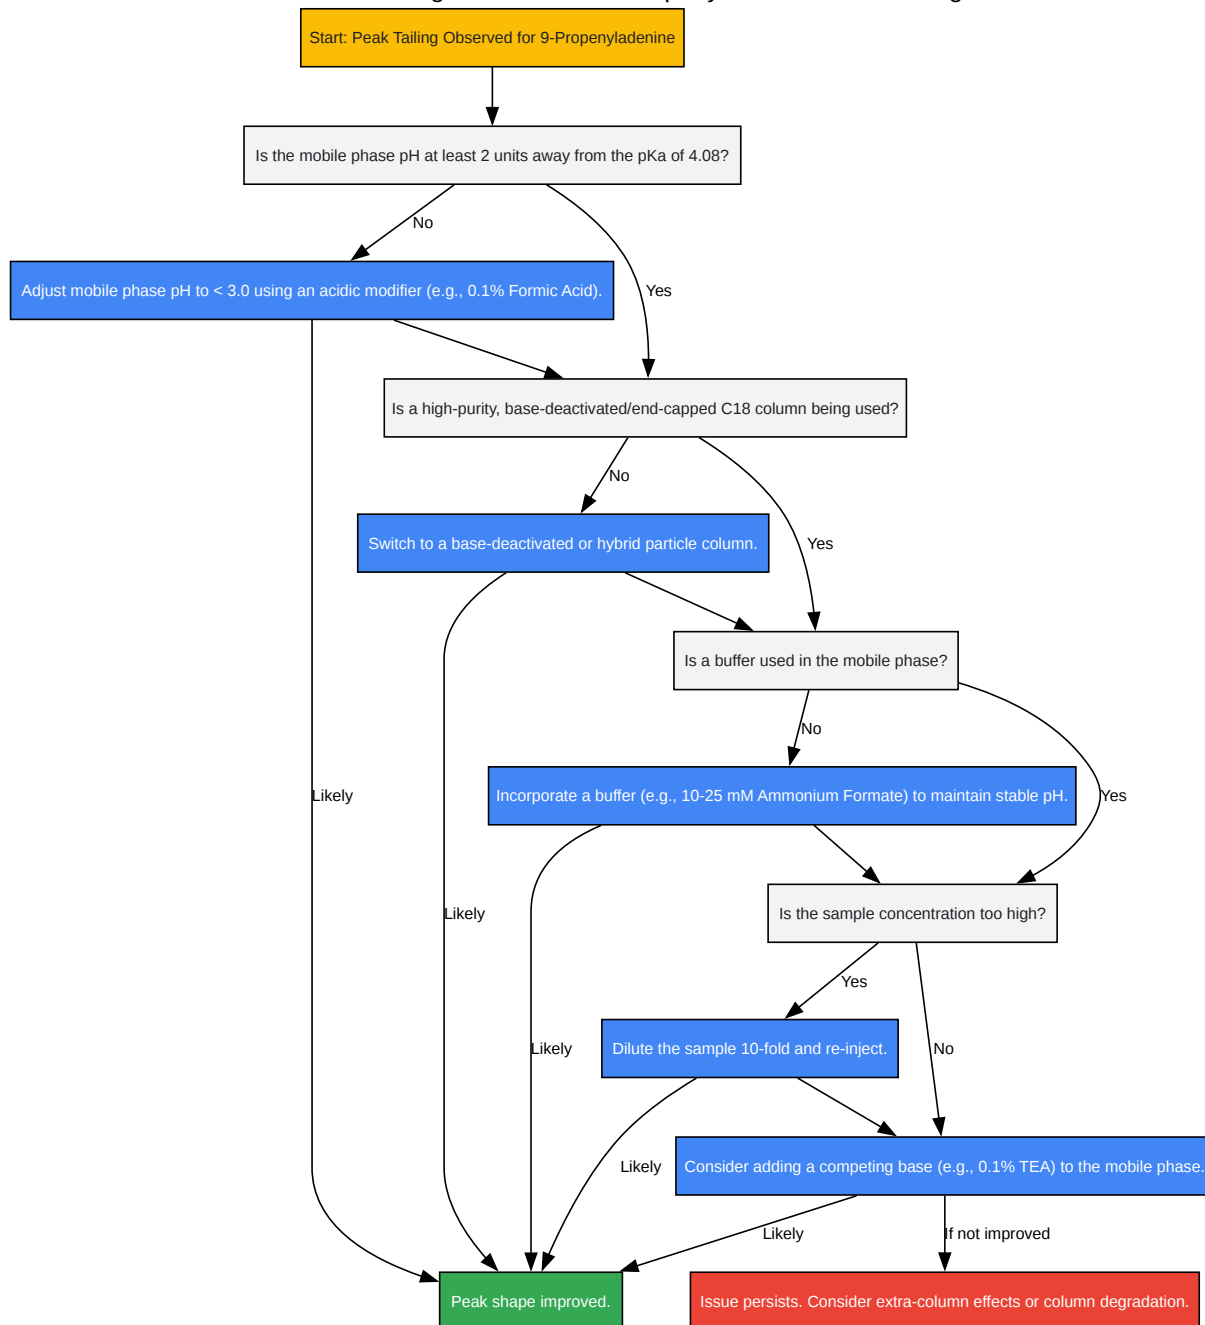 Start: Peak Tailing Observed for 9-Propenyladenine
Is the mobile phase pH at least 2 units away from the pKa of 4.08?
No
Adjust mobile phase pH to < 3.0 using an acidic modifier (e.g., 0.1% Formic Acid).
Yes
Is a high-purity, base-deactivated/end-capped C18 column being used?
No
Switch to a base-deactivated or hybrid particle column.
Yes
Is a buffer used in the mobile phase?
No
Likely
Incorporate a buffer (e.g., 10-25 mM Ammonium Formate) to maintain stable pH.
Yes
Likely
Is the sample concentration too high?
Yes
Likely
Dilute the sample 10-fold and re-inject.
No
Likely
Consider adding a competing base (e.g., 0.1% TEA) to the mobile phase.
Likely
If not improved
Peak shape improved.
Issue persists. Consider extra-column effects or column degradation.